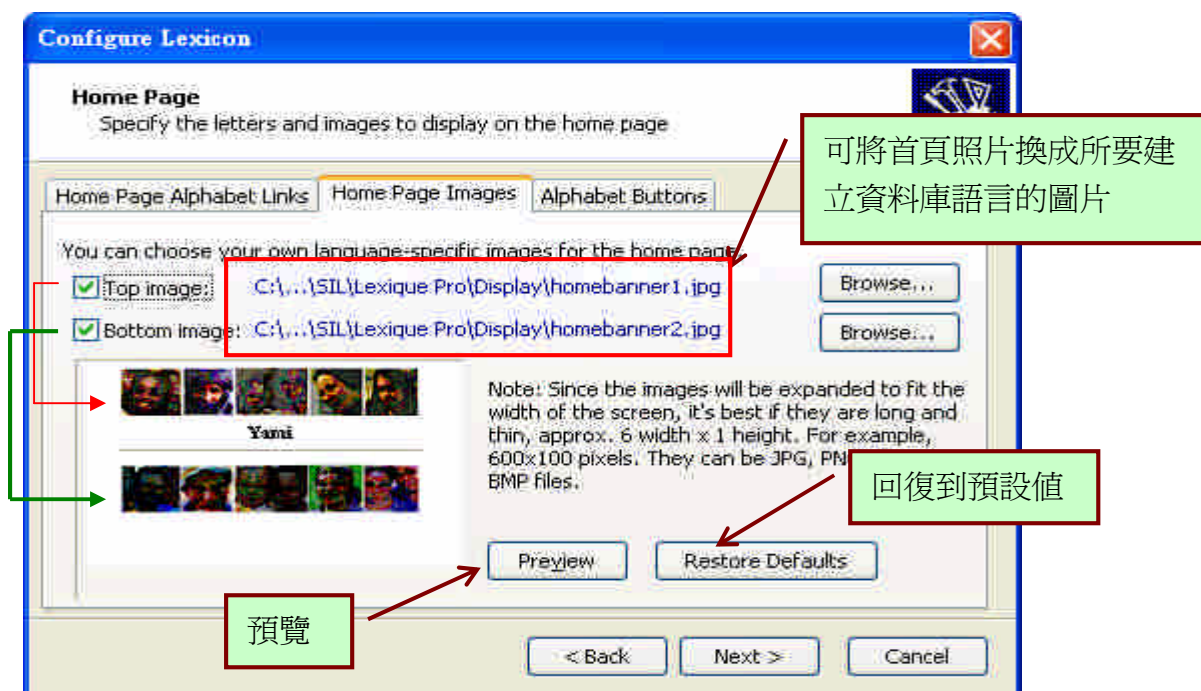 Configure Lexicon
Home Page
Specify the letters and images to display on the home page
可將首頁照片換成所要建
立資料庫語言的圖片
Home Page Alphabet Links
Home Page Images
Alphabet Buttons
You can choose your own language-specific images for the home page.
Top image:
C:\...\SIL\Lexique Pro\Display\homebanner1.jpg
Browse...
Bottom image:
C:\...\SIL\Lexique Pro\Display\homebanner2.jpg
Browse...
Yami
Note: Since the images will be expanded to fit the
width of the screen, it's best if they are long and
thin, approx. 6 width x 1 height. For example,
600x100 pixels. They can be JPG,
BMP files.
回復到預設值
Preview
Restore Defaults
預覽
< Back
Next >
Cancel